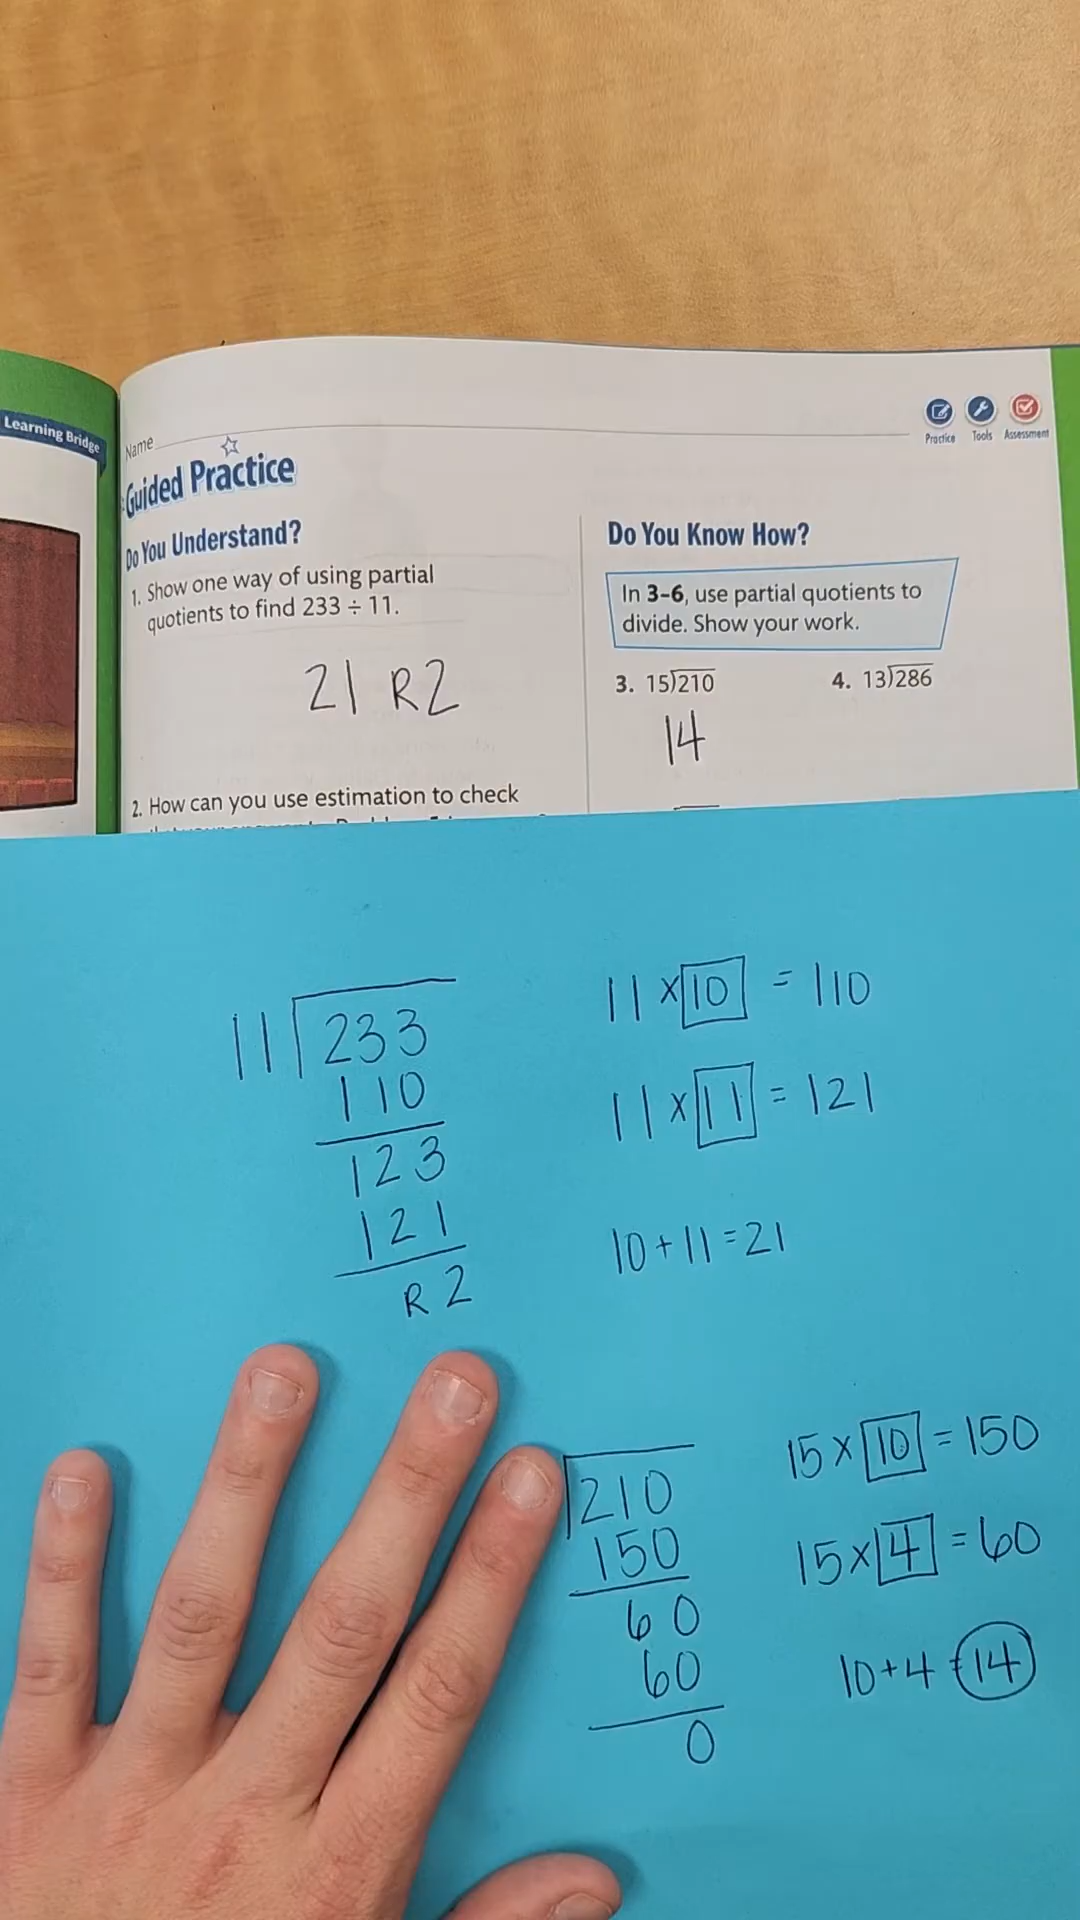 Learning Bridge
Name
Practice Tools Assessment
Guided Practice
Do You Understand?
1. Show one way of using partial
quotients to find 233 ÷ 11.
21 R2
2. How can you use estimation to check
Do You Know How?
In 3–6, use partial quotients to
divide. Show your work.
3. 15)210
4. 13)286
14
11)233
110
123
121
R2
11 × 10 = 110
11 × 11 = 121
10 + 11 = 21
210
150
60
60
0
15 × 10 = 150
15 × 4 = 60
10 + 4 = 14